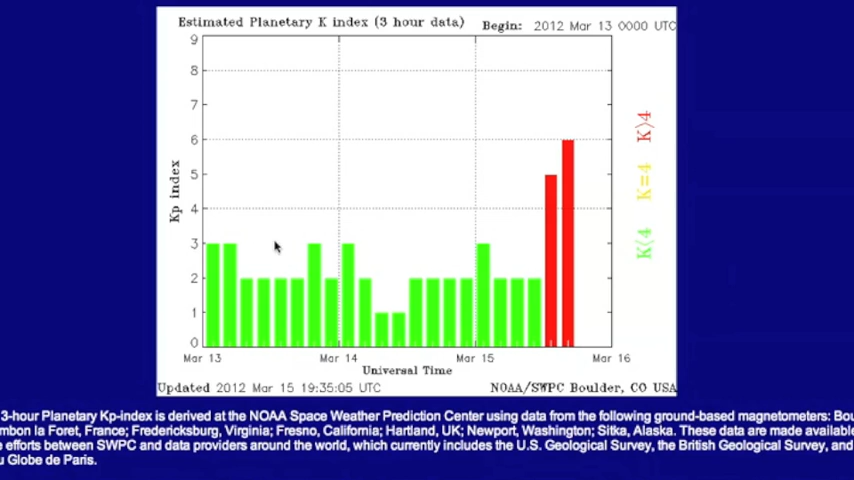 Estimated Planetary K index (3 hour data)
Begin: 2012 Mar 13 0000 UTC
9
8
7
6
5
4
3
2
1
0
Kp index
K>4
K=4
K<4
Mar 13
Mar 14
Mar 15
Mar 16
Universal Time
Updated 2012 Mar 15 19:35:05 UTC
NOAA/SWPC Boulder, CO USA
3-hour Planetary Kp-index is derived at the NOAA Space Weather Prediction Center using data from the following ground-based magnetometers: Bou
mbon la Foret, France; Fredericksburg, Virginia; Fresno, California; Hartland, UK; Newport, Washington; Sitka, Alaska. These data are made available
e efforts between SWPC and data providers around the world, which currently includes the U.S. Geological Survey, the British Geological Survey, and
u Globe de Paris.